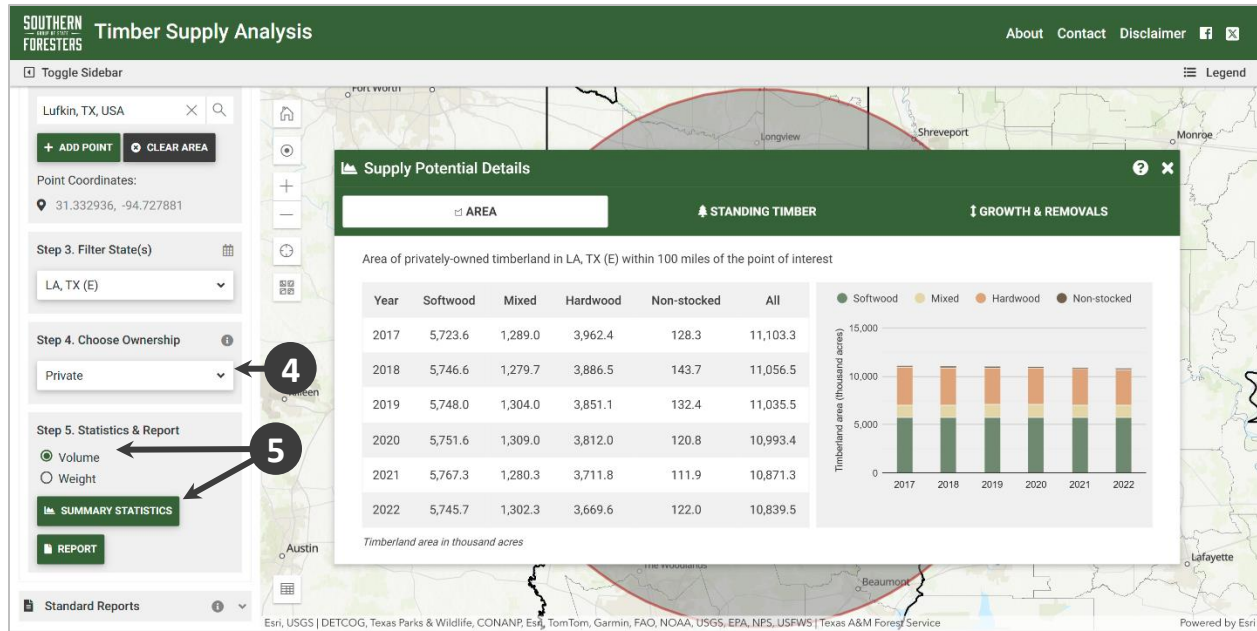 SOUTHERN
GROUP OF STATE
FORESTERS
Timber Supply Analysis
About Contact Disclaimer
Toggle Sidebar
Legend
Lufkin, TX, USA
+ ADD POINT
CLEAR AREA
Point Coordinates:
31.332936, -94.727881
Step 3. Filter State(s)
LA, TX (E)
Step 4. Choose Ownership
Private
4
Step 5. Statistics & Report
Volume
Weight
5
SUMMARY STATISTICS
REPORT
Standard Reports
Fort Worth
Longview
Shreveport
Monroe
Supply Potential Details
AREA
STANDING TIMBER
GROWTH & REMOVALS
Area of privately-owned timberland in LA, TX (E) within 100 miles of the point of interest
Year Softwood Mixed Hardwood Non-stocked All
2017 5,723.6 1,289.0 3,962.4 128.3 11,103.3
2018 5,746.6 1,279.7 3,886.5 143.7 11,056.5
2019 5,748.0 1,304.0 3,851.1 132.4 11,035.5
2020 5,751.6 1,309.0 3,812.0 120.8 10,993.4
2021 5,767.3 1,280.3 3,711.8 111.9 10,871.3
2022 5,745.7 1,302.3 3,669.6 122.0 10,839.5
Timberland area in thousand acres
Softwood Mixed Hardwood Non-stocked
Timberland area (thousand acres)
15,000
10,000
5,000
0
2017 2018 2019 2020 2021 2022
Austin
The Woodlands
Beaumont
Lafayette
Esri, USGS | DETCOG, Texas Parks & Wildlife, CONANP, Esri, TomTom, Garmin, FAO, NOAA, USGS, EPA, NPS, USFWS | Texas A&M Forest Service
Powered by Esri